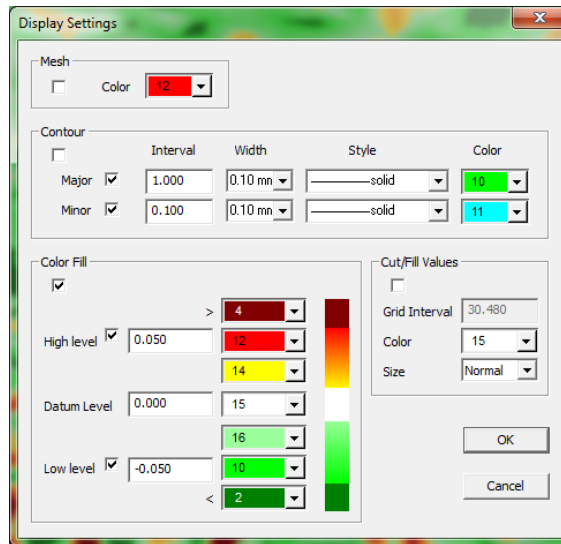 Display Settings
Mesh
Color 12
Contour
Interval Width Style Color
Major 1.000 0.10 mn solid 10
Minor 0.100 0.10 mn solid 11
Color Fill
> 4
High level 0.050 12
14
Datum Level 0.000 15
16
Low level -0.050 10
< 2
Cut/Fill Values
Grid Interval 30.480
Color 15
Size Normal
OK
Cancel